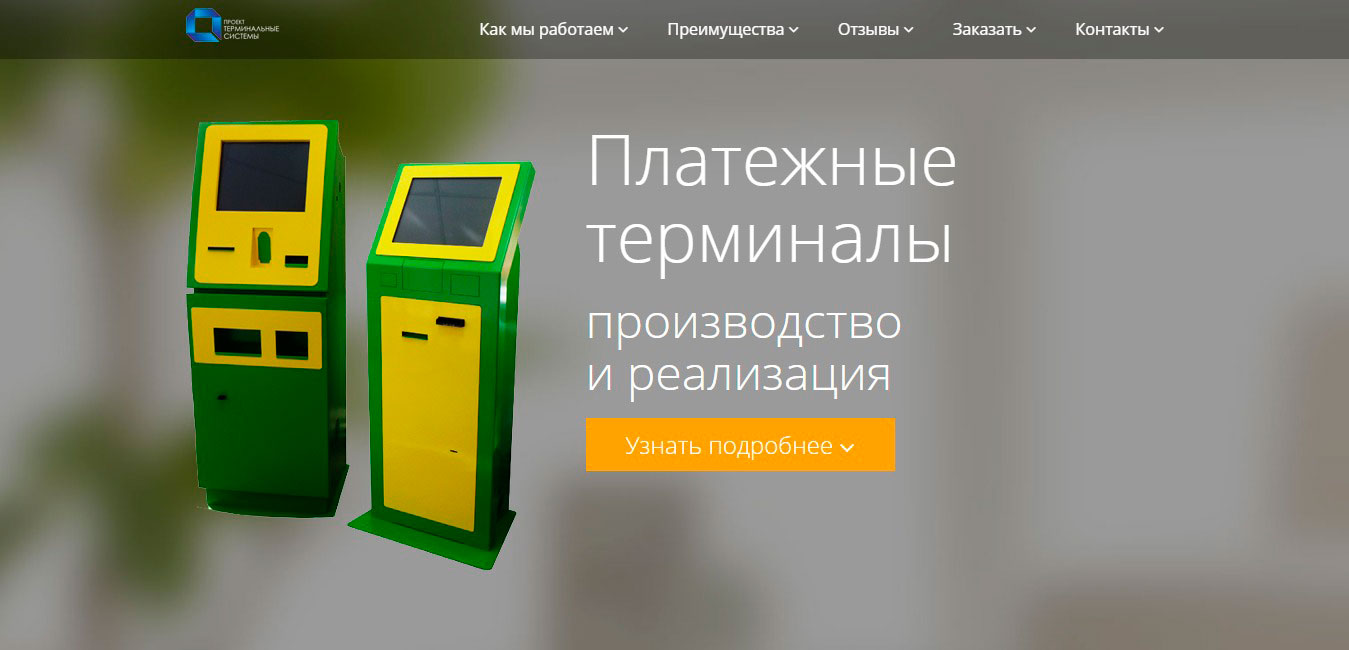 ПРОЕКТ
ТЕРМИНАЛЬНЫЕ
СИСТЕМЫ
Как мы работаем
Преимущества
Отзывы
Заказать
Контакты
Платежные
терминалы
производство
и реализация
Узнать подробнее